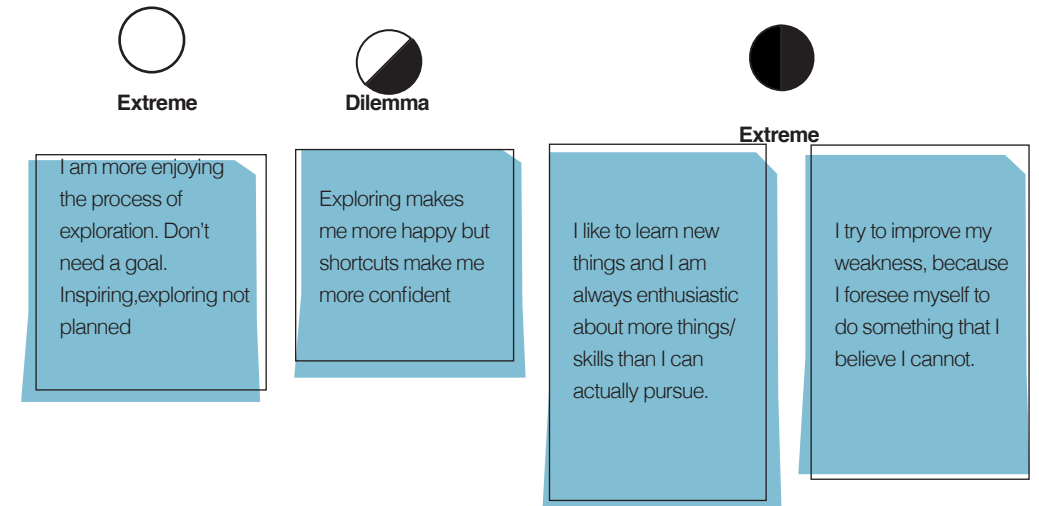 Extreme
Dilemma
Extreme
I am more enjoying
the process of
exploration. Don't
need a goal.
Inspiring,exploring not
planned
Exploring makes
me more happy but
shortcuts make me
more confident
I like to learn new
things and I am
always enthusiastic
about more things/
skills than I can
actually pursue.
I try to improve my
weakness, because
I foresee myself to
do something that I
believe I cannot.